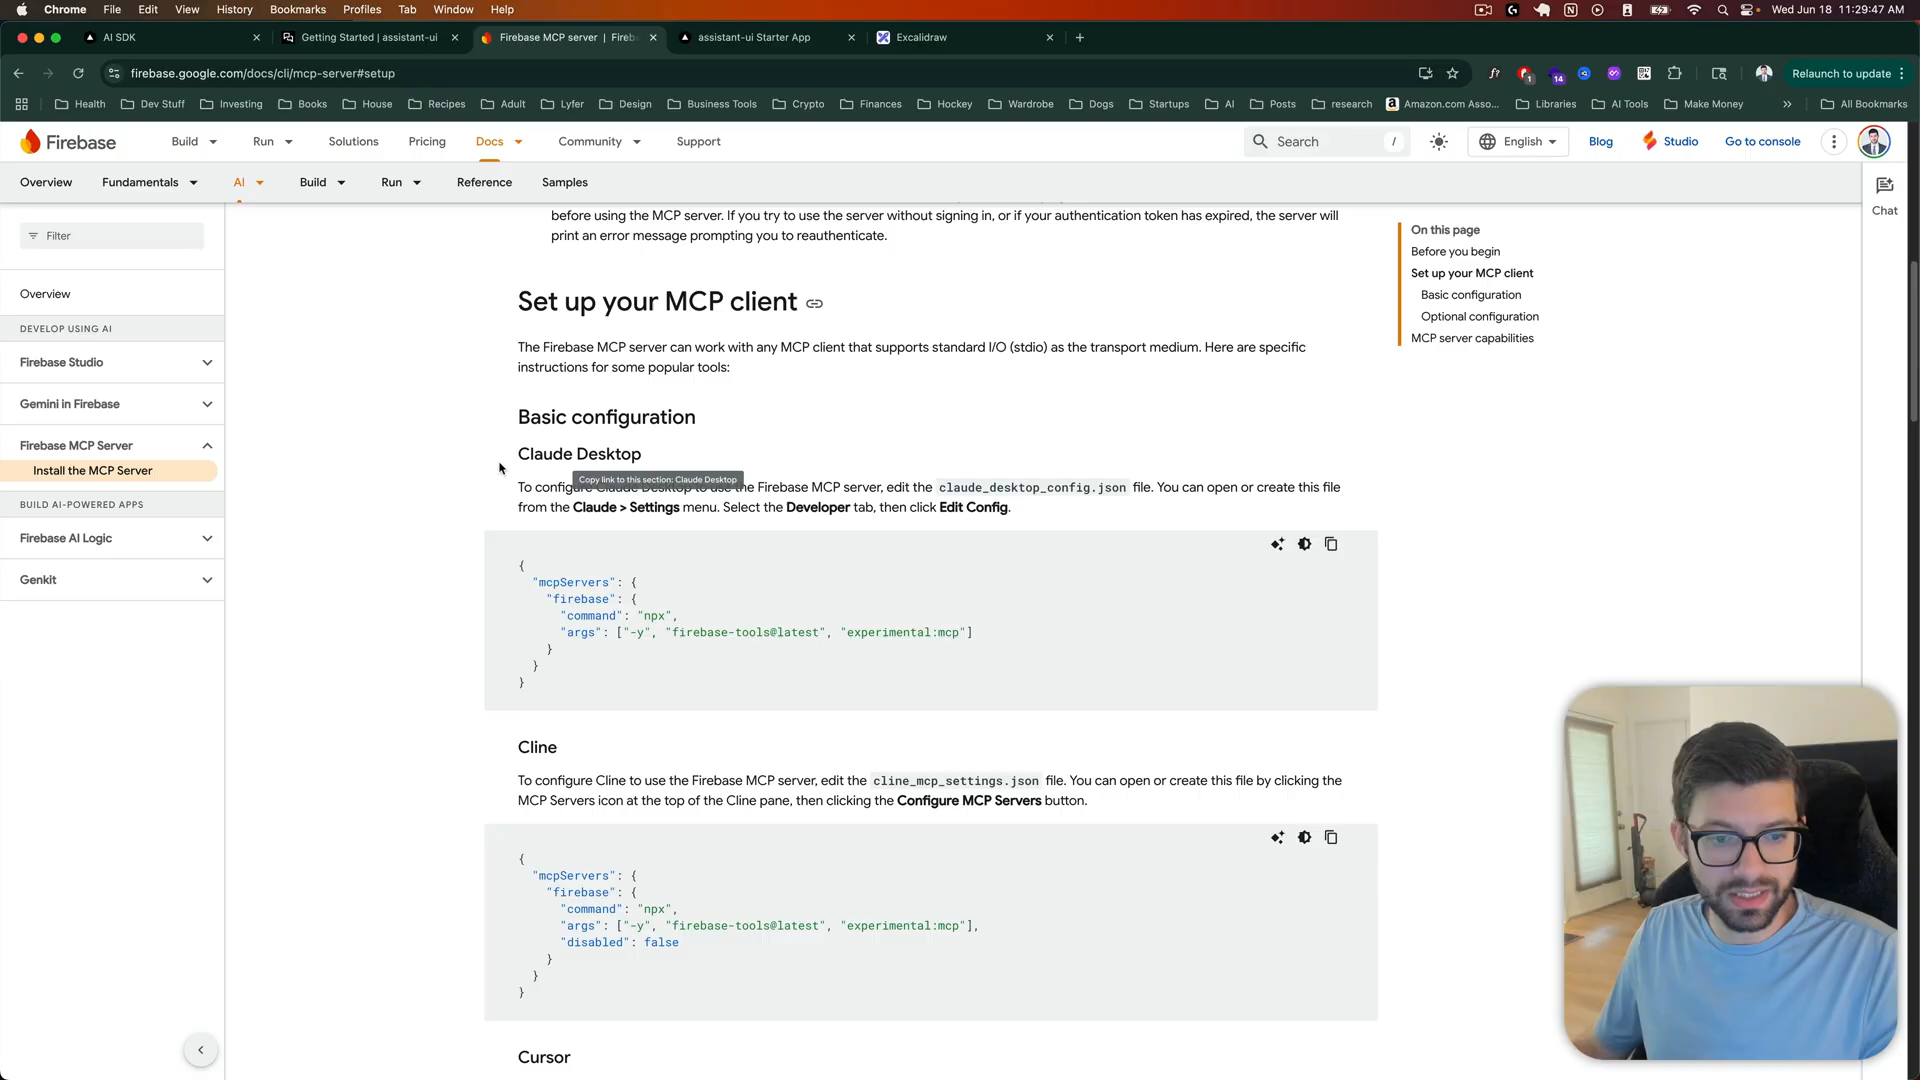 Chrome File Edit View History Bookmarks Profiles Tab Window Help Wed Jun 18 11:29:47 AM
AI SDK Getting Started | assistant-ui Firebase MCP server | Fireb assistant-ui Starter App Excalidraw
firebase.google.com/docs/cli/mcp-server#setup 1 14 Relaunch to update
Health Dev Stuff Investing Books House Recipes Adult Lyfer Design Business Tools Crypto Finances Hockey Wardrobe Dogs Startups AI Posts research Amazon.com Asso... Libraries AI Tools Make Money All Bookmarks
Firebase Build Run Solutions Pricing Docs Community Support Search / English Blog Studio Go to console
Overview Fundamentals AI Build Run Reference Samples
Chat
Filter
Overview
DEVELOP USING AI
Firebase Studio
Gemini in Firebase
Firebase MCP Server
Install the MCP Server
BUILD AI-POWERED APPS
Firebase AI Logic
Genkit
before using the MCP server. If you try to use the server without signing in, or if your authentication token has expired, the server will
print an error message prompting you to reauthenticate.
Set up your MCP client
The Firebase MCP server can work with any MCP client that supports standard I/O (stdio) as the transport medium. Here are specific
instructions for some popular tools:
Basic configuration
Claude Desktop
Copy link to this section: Claude Desktop
To configure Claude Desktop to use the Firebase MCP server, edit the claude_desktop_config.json file. You can open or create this file
from the Claude > Settings menu. Select the Developer tab, then click Edit Config.
{
"mcpServers": {
"firebase": {
"command": "npx",
"args": ["-y", "firebase-tools@latest", "experimental:mcp"]
}
}
}
Cline
To configure Cline to use the Firebase MCP server, edit the cline_mcp_settings.json file. You can open or create this file by clicking the
MCP Servers icon at the top of the Cline pane, then clicking the Configure MCP Servers button.
{
"mcpServers": {
"firebase": {
"command": "npx",
"args": ["-y", "firebase-tools@latest", "experimental:mcp"],
"disabled": false
}
}
}
Cursor
On this page
Before you begin
Set up your MCP client
Basic configuration
Optional configuration
MCP server capabilities